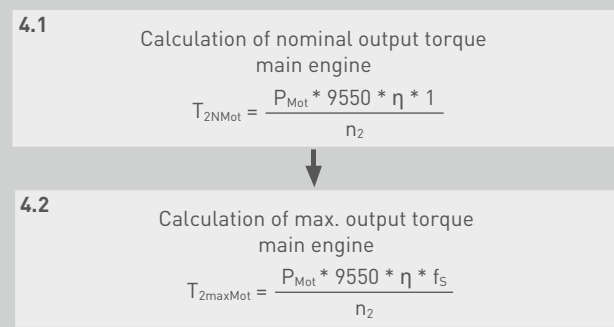 4.1
Calculation of nominal output torque
main engine
T2NMot = PMot * 9550 * η * 1
n2
4.2
Calculation of max. output torque
main engine
T2maxMot = PMot * 9550 * η * fS
n2